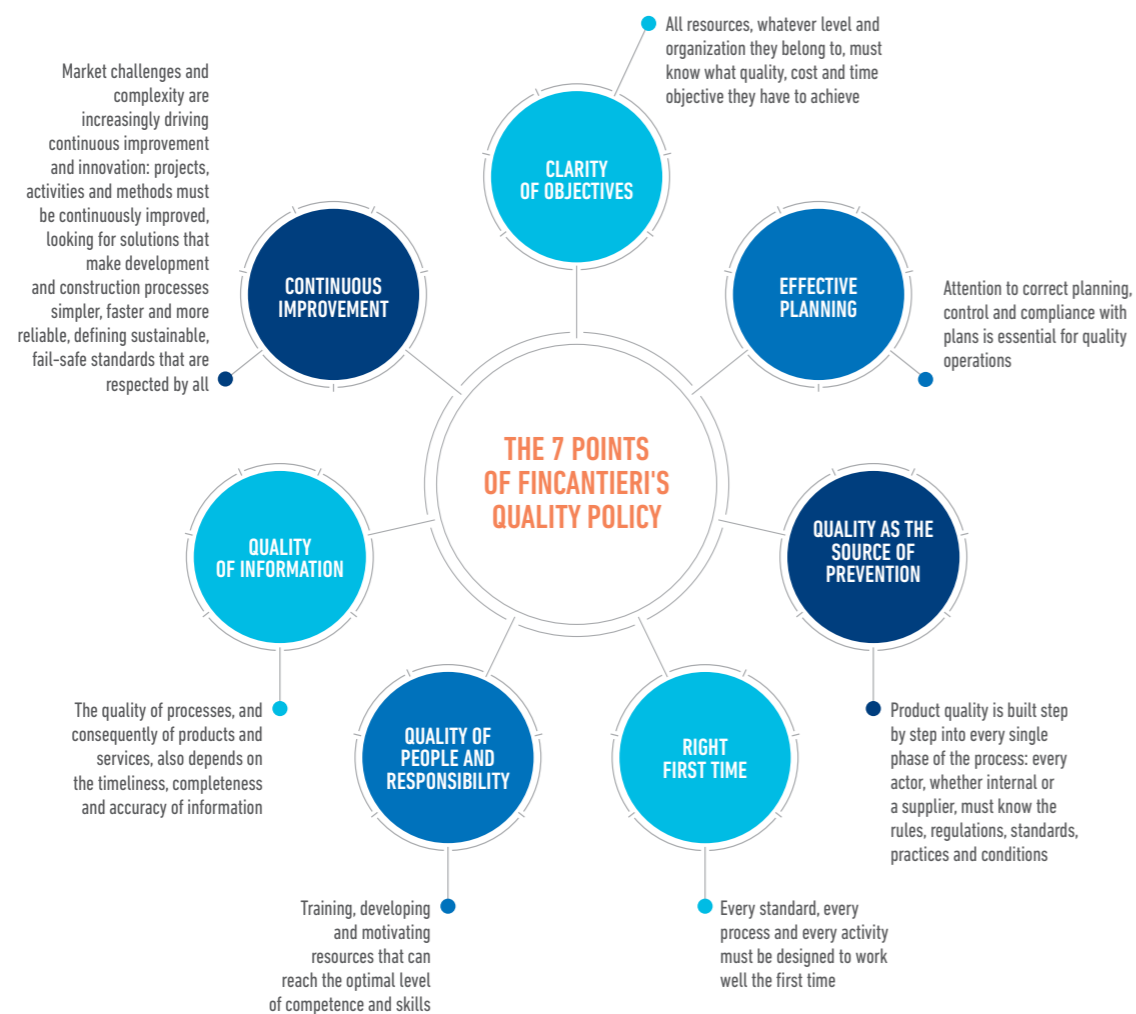 THE 7 POINTS
OF FINCANTIERI'S
QUALITY POLICY
CLARITY
OF OBJECTIVES
All resources, whatever level and
organization they belong to, must
know what quality, cost and time
objective they have to achieve
EFFECTIVE
PLANNING
Attention to correct planning,
control and compliance with
plans is essential for quality
operations
QUALITY AS THE
SOURCE OF
PREVENTION
Product quality is built step
by step into every single
phase of the process: every
actor, whether internal or
a supplier, must know the
rules, regulations, standards,
practices and conditions
RIGHT
FIRST TIME
Every standard, every
process and every activity
must be designed to work
well the first time
QUALITY OF
PEOPLE AND
RESPONSIBILITY
Training, developing
and motivating
resources that can
reach the optimal level
of competence and skills
QUALITY
OF INFORMATION
The quality of processes, and
consequently of products and
services, also depends on
the timeliness, completeness
and accuracy of information
CONTINUOUS
IMPROVEMENT
Market challenges and
complexity are
increasingly driving
continuous improvement
and innovation: projects,
activities and methods must
be continuously improved,
looking for solutions that
make development
and construction processes
simpler, faster and more
reliable, defining sustainable,
fail-safe standards that are
respected by all